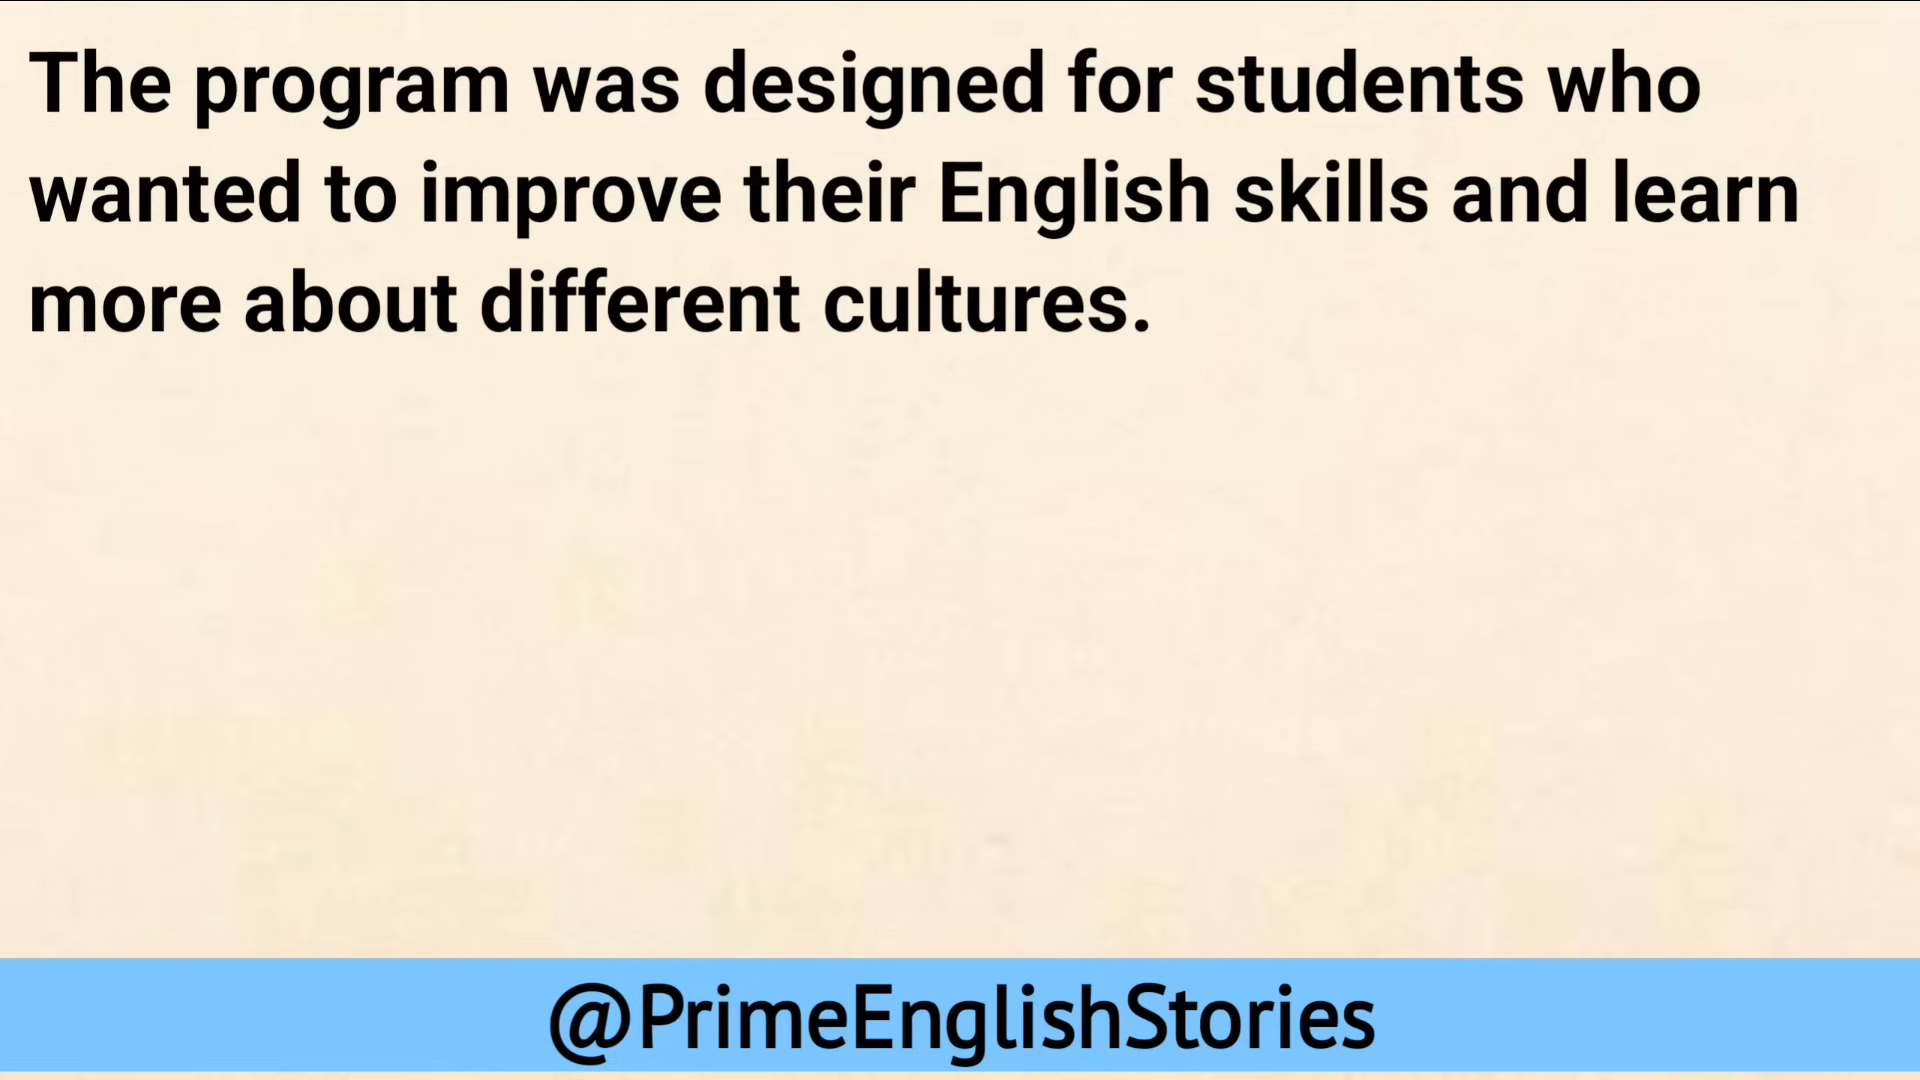 The program was designed for students who
wanted to improve their English skills and learn
more about different cultures.
@PrimeEnglishStories